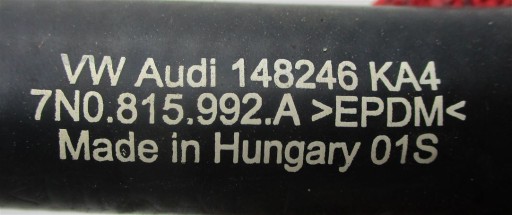 VW Audi 148246 KA4
7N0.815.992.A >EPDM<
Made in Hungary 01S